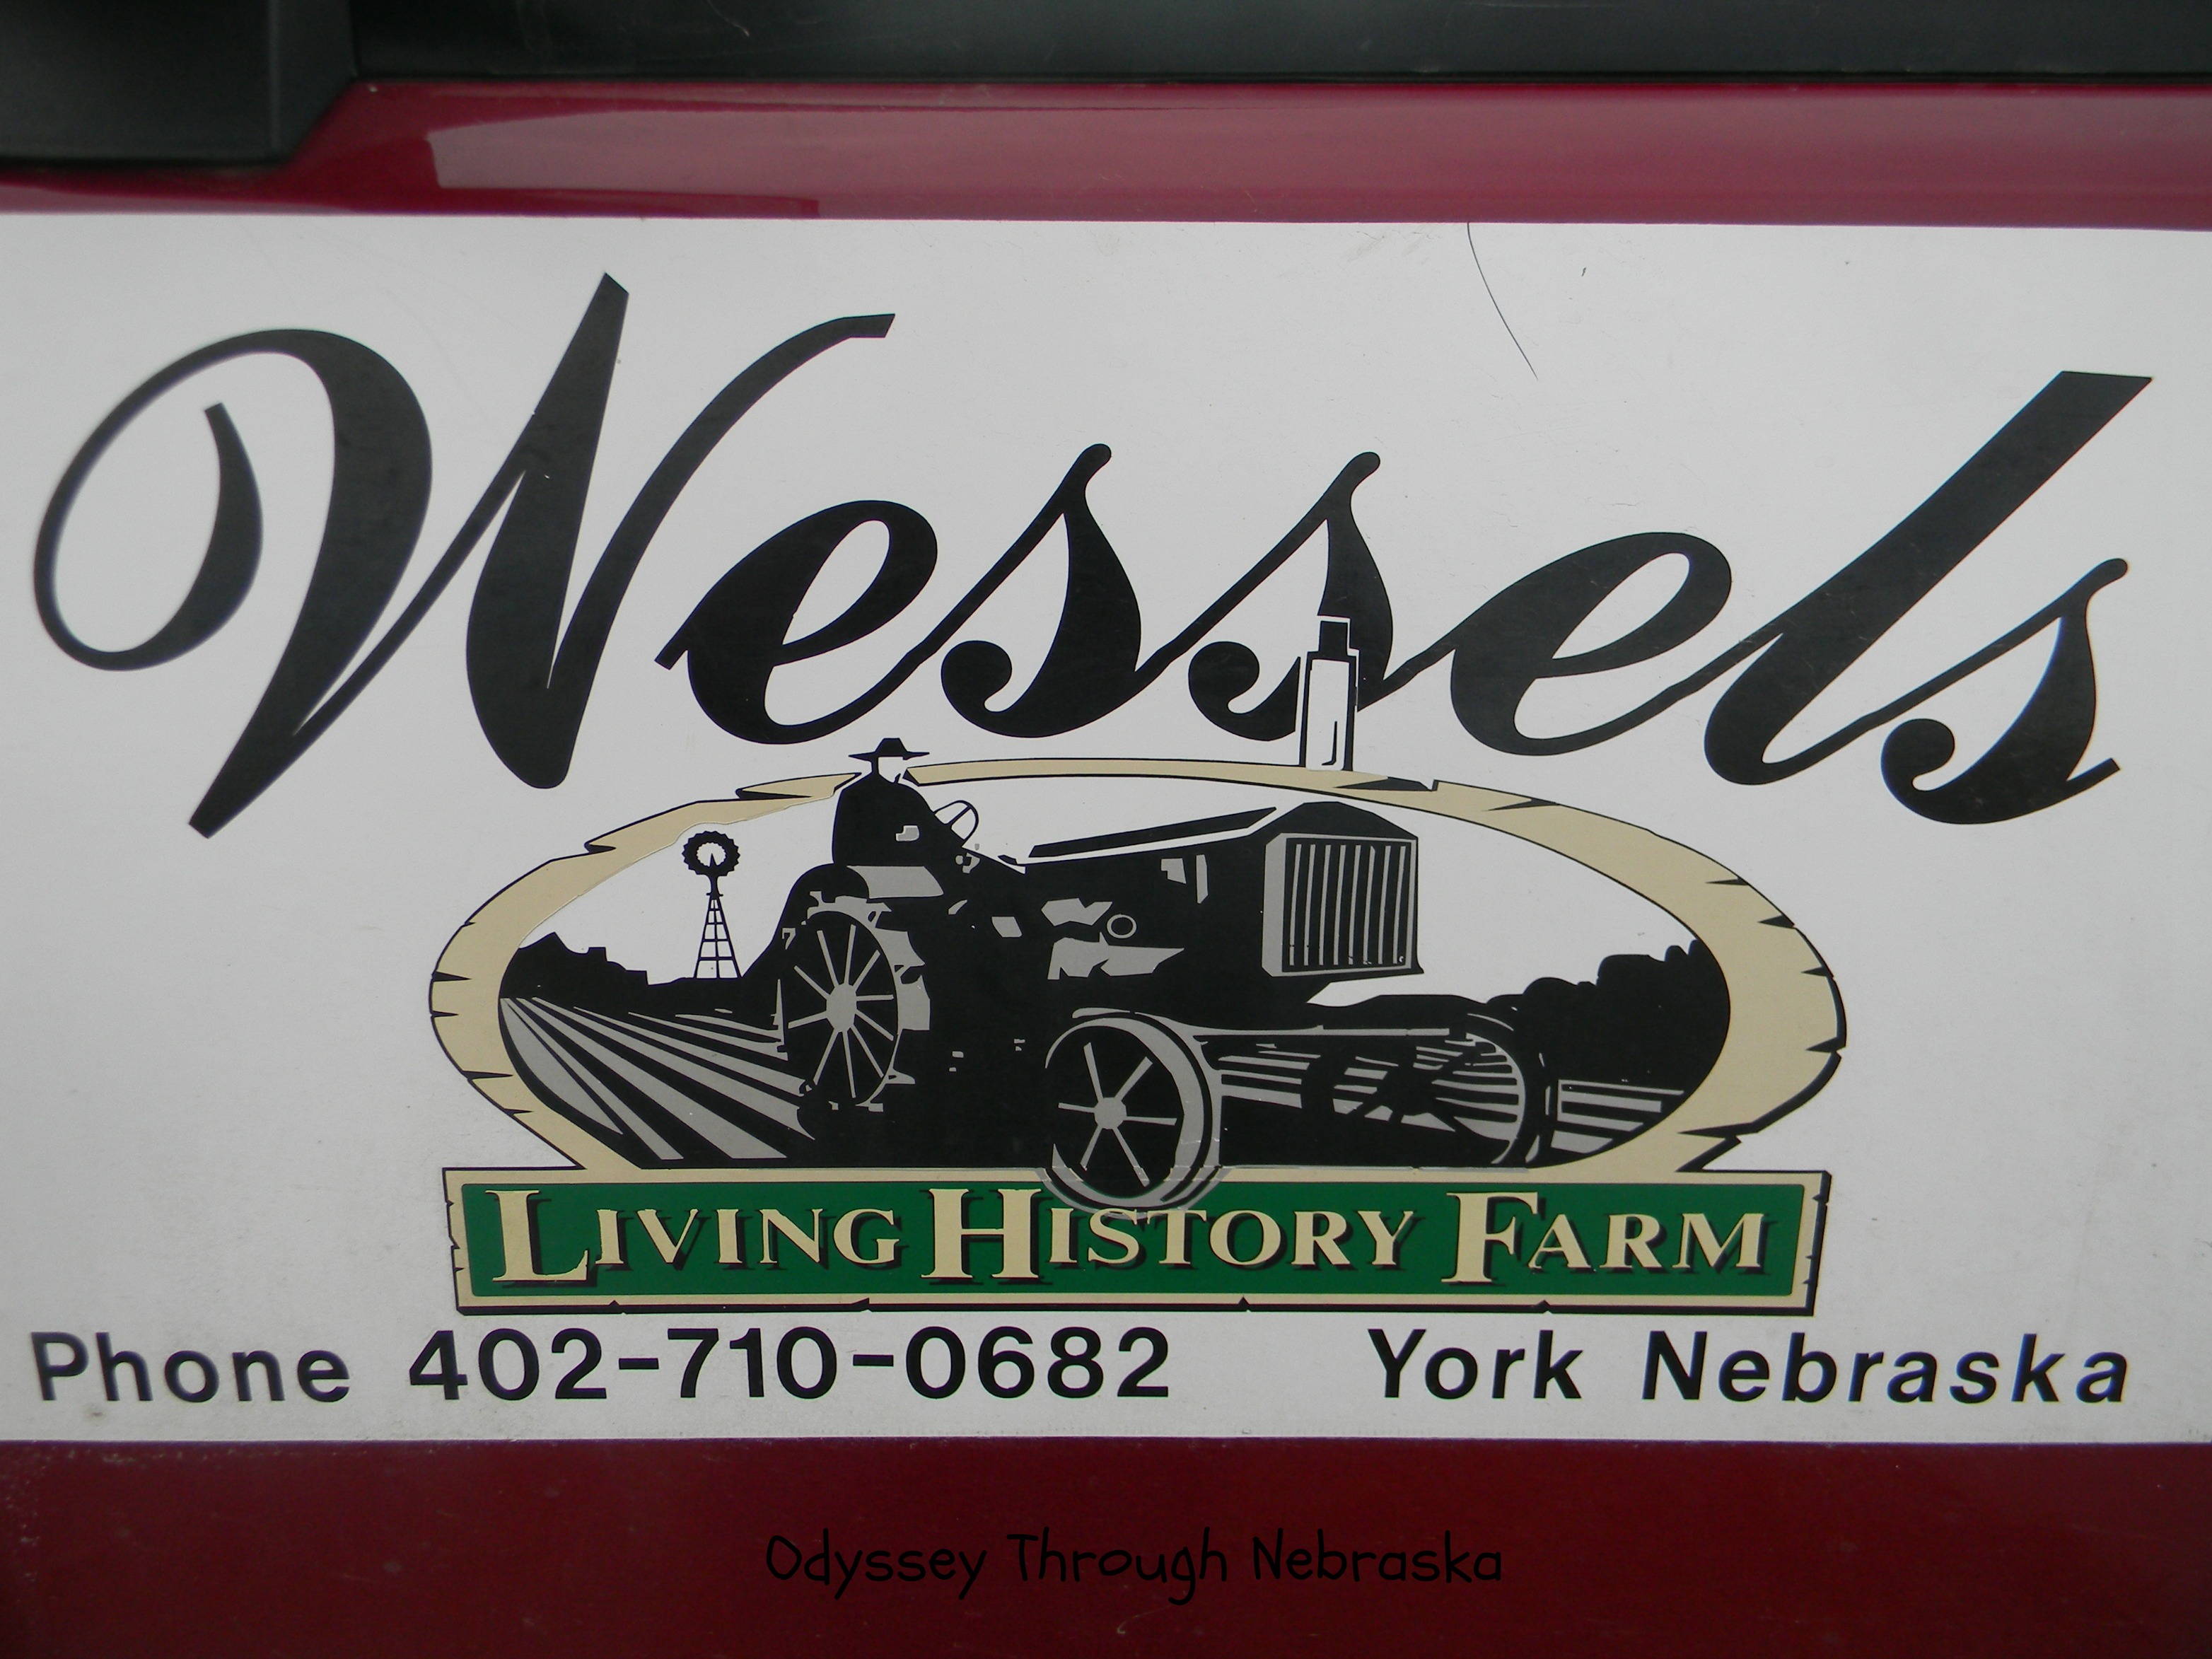 Wessels
LIVING HISTORY FARM
Phone 402-710-0682 York Nebraska
Odyssey Through Nebraska